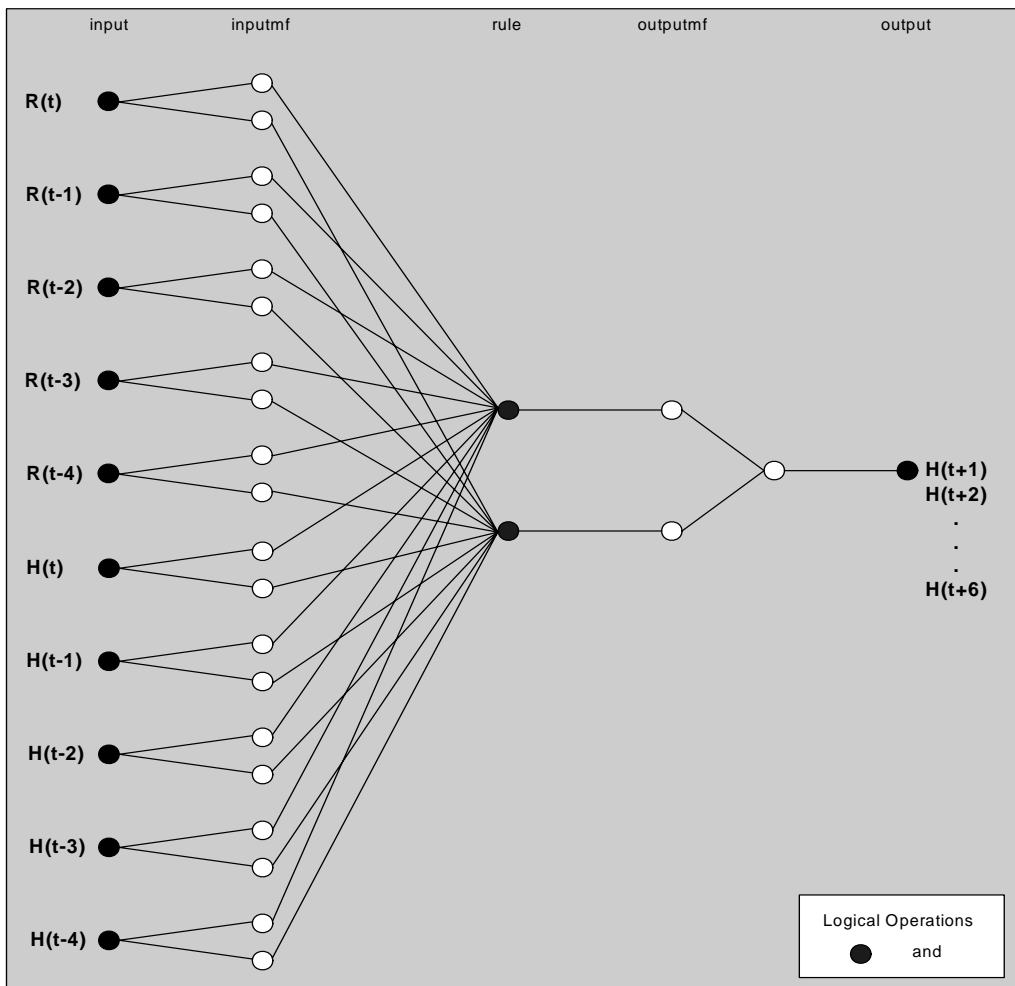 input inputmf rule outputmf output
R(t)
R(t-1)
R(t-2)
R(t-3)
R(t-4)
H(t)
H(t-1)
H(t-2)
H(t-3)
H(t-4)
H(t+1)
H(t+2)
.
.
.
H(t+6)
Logical Operations
and